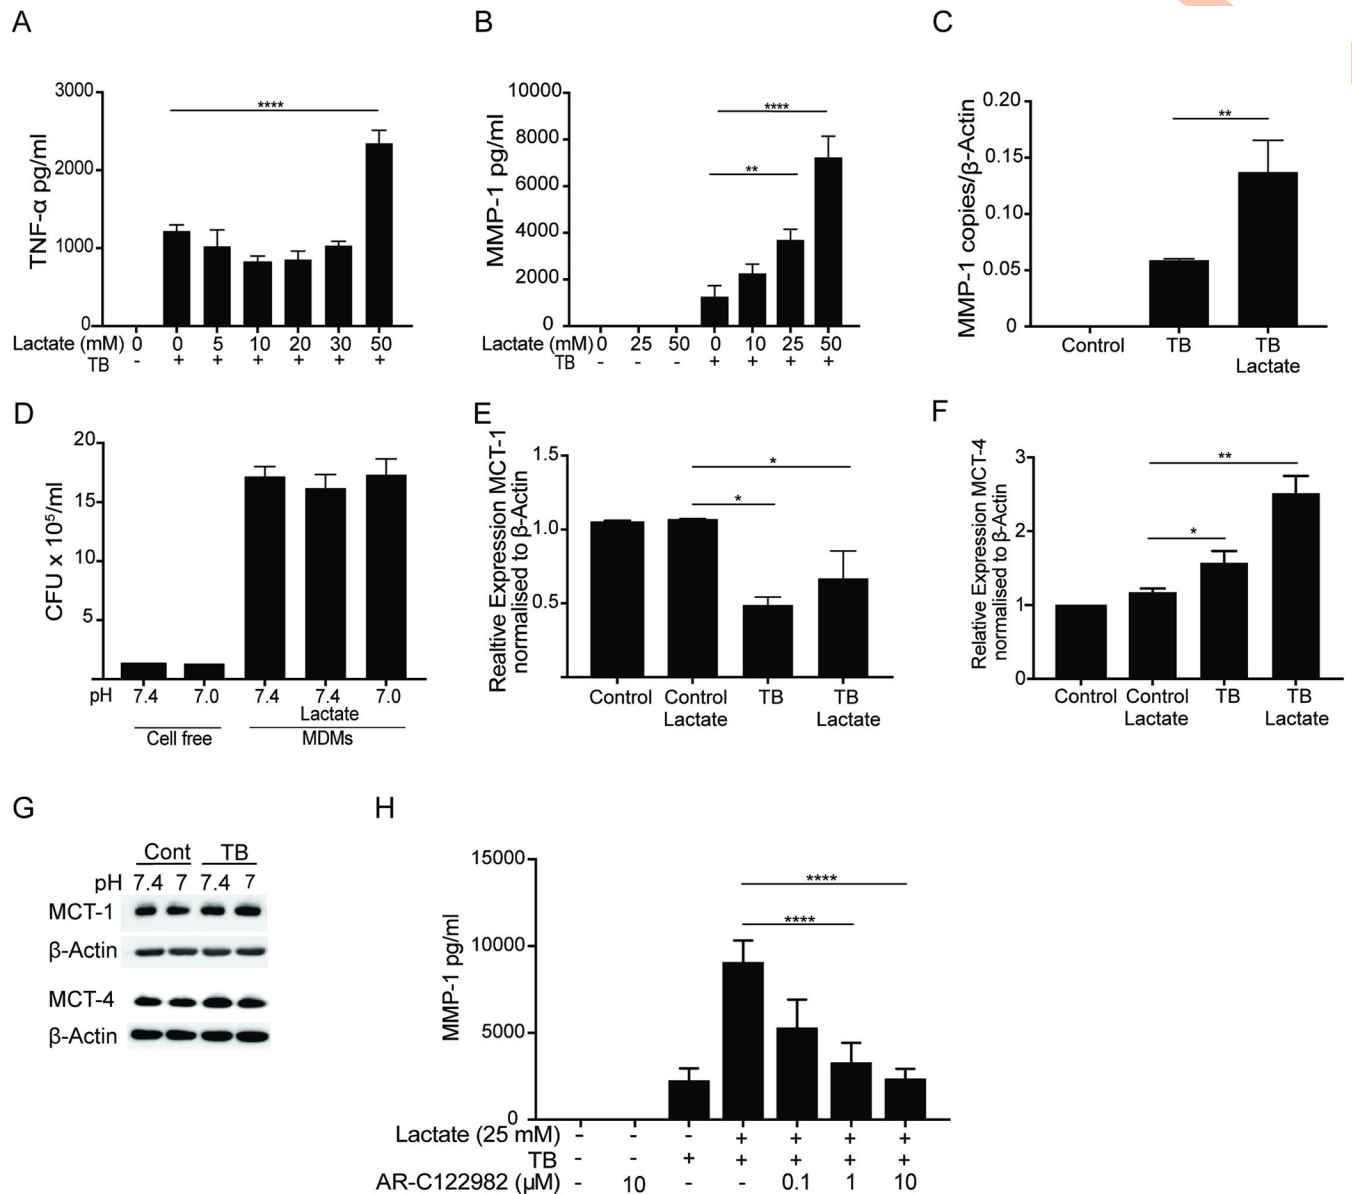 A
3000
2000
1000
0
TNF-α pg/ml
****
Lactate (mM) 0 0 5 10 20 30 50
TB - + + + + + +
B
10000
8000
6000
4000
2000
0
MMP-1 pg/ml
****
**
Lactate (mM) 0 25 50 0 10 25 50
TB - - - + + + +
C
0.20
0.15
0.10
0.05
0
MMP-1 copies/β-Actin
**
Control TB TB
Lactate
D
20
15
10
5
CFU x 10⁵/ml
pH 7.4 7.0 7.4 7.4 7.0
Lactate
Cell free MDMs
E
1.5
1.0
0.5
Realtive Expression MCT-1
normalised to β-Actin
*
*
Control Control TB TB
Lactate Lactate
F
3
2
1
0
Relative Expression MCT-4
normalised to β-Actin
**
*
Control Control TB TB
Lactate Lactate
G
Cont TB
pH 7.4 7 7.4 7
MCT-1
β-Actin
MCT-4
β-Actin
H
15000
10000
5000
0
MMP-1 pg/ml
****
****
Lactate (25 mM) - - - + + + +
TB + + + + +
AR-C122982 (µM) - 10 - - 0.1 1 10